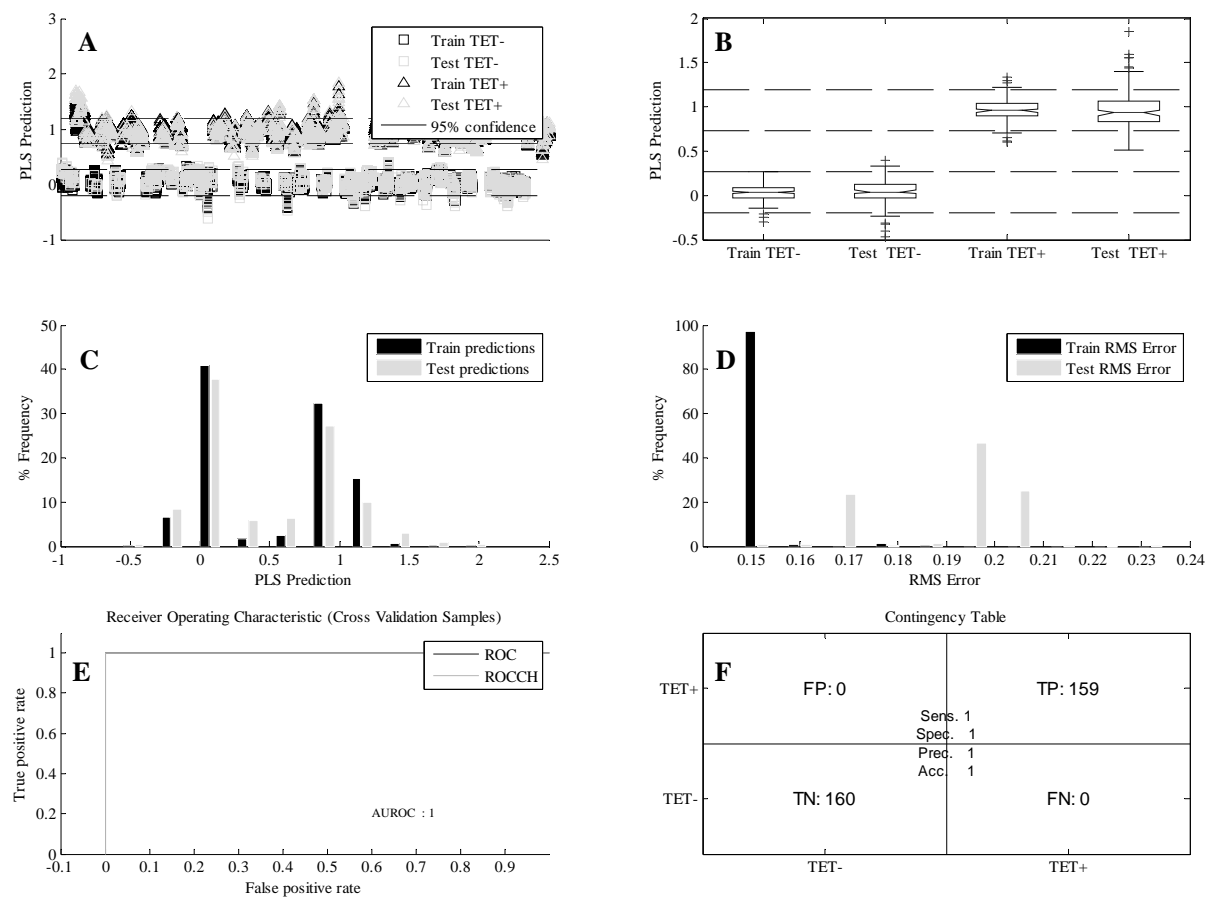 3
2
1
0
-1
PLS Prediction
A
Train TET-
Test TET-
Train TET+
Test TET+
95% confidence
2
1.5
1
0.5
0
-0.5
PLS Prediction
B
Train TET-
Test TET-
Train TET+
Test TET+
50
40
30
20
10
0
% Frequency
C
Train predictions
Test predictions
-1
-0.5
0
0.5
1
1.5
2
2.5
PLS Prediction
100
80
60
40
20
0
% Frequency
D
Train RMS Error
Test RMS Error
0.15
0.16
0.17
0.18
0.19
0.2
0.21
0.22
0.23
0.24
RMS Error
Receiver Operating Characteristic (Cross Validation Samples)
1
0.8
0.6
0.4
0.2
0
True positive rate
E
ROC
ROCCH
AUROC : 1
-0.1
0
0.1
0.2
0.3
0.4
0.5
0.6
0.7
0.8
0.9
False positive rate
Contingency Table
TET+
TET-
F
FP: 0
TP: 159
Sens. 1
Spec. 1
Prec. 1
Acc. 1
TN: 160
FN: 0
TET-
TET+